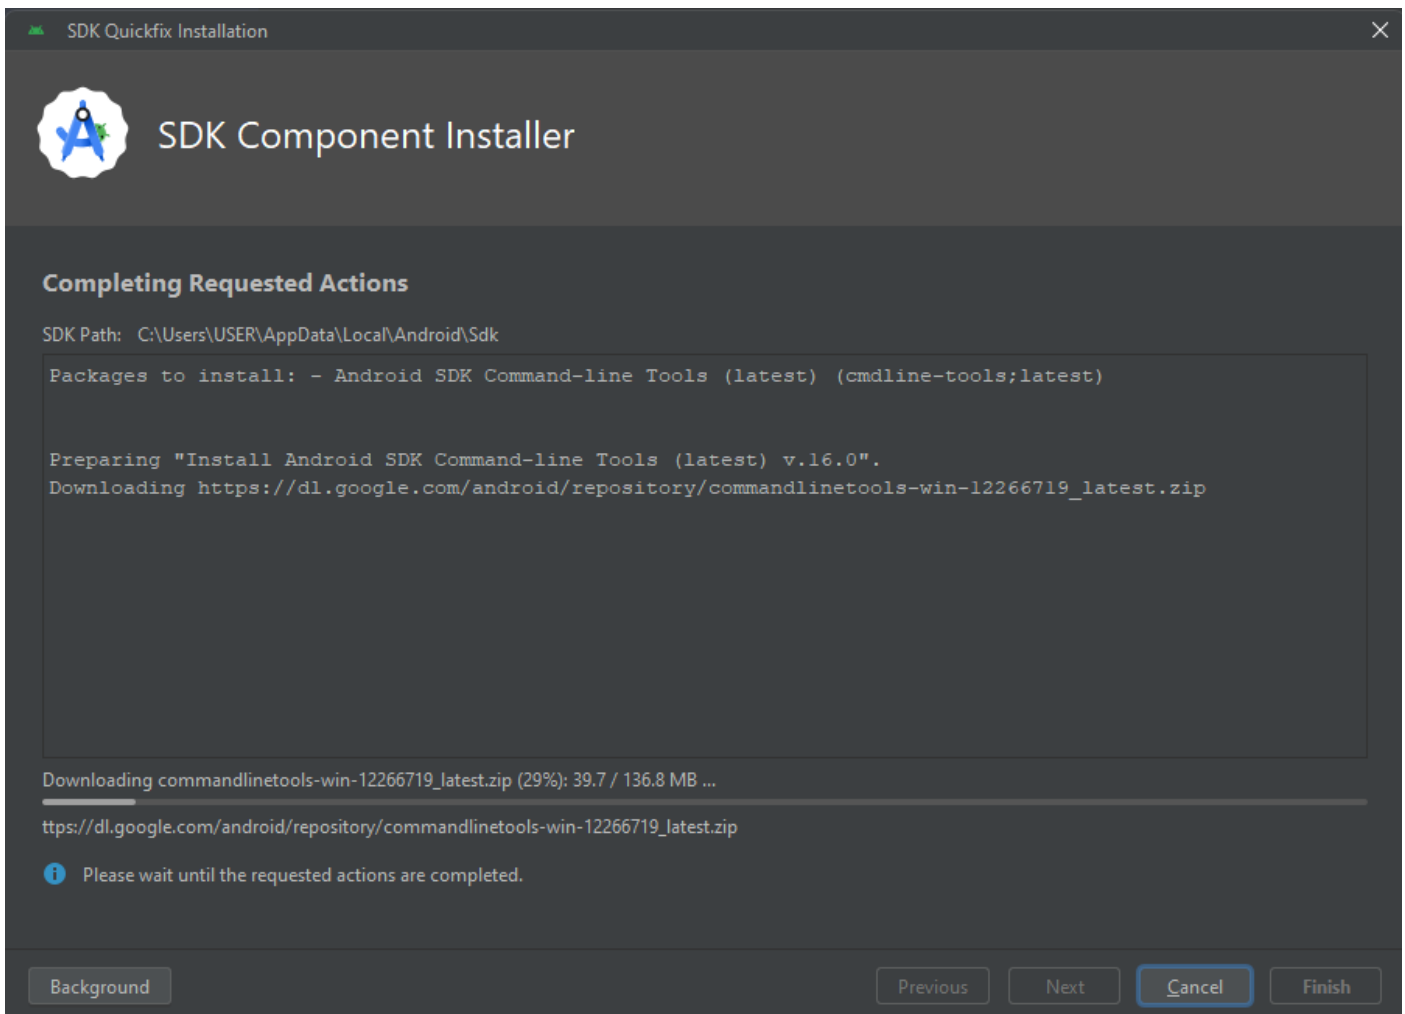 SDK Quickfix Installation
SDK Component Installer
Completing Requested Actions
SDK Path: C:\Users\USER\AppData\Local\Android\Sdk
Packages to install: - Android SDK Command-line Tools (latest) (cmdline-tools;latest)
Preparing "Install Android SDK Command-line Tools (latest) v.16.0".
Downloading https://dl.google.com/android/repository/commandlinetools-win-12266719_latest.zip
Downloading commandlinetools-win-12266719_latest.zip (29%): 39.7 / 136.8 MB ...
ttps://dl.google.com/android/repository/commandlinetools-win-12266719_latest.zip
Please wait until the requested actions are completed.
Background Previous Next Cancel Finish